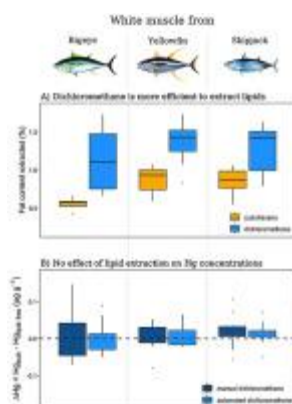 White muscle from
Bigeye
Yellowfin
Skipjack
A) Dichloromethane is more efficient to extract lipids
Fat content extracted (%)
cyclohexane
dichloromethane
B) No effect of lipid extraction on Hg concentrations
manual dichloromethane
automated dichloromethane